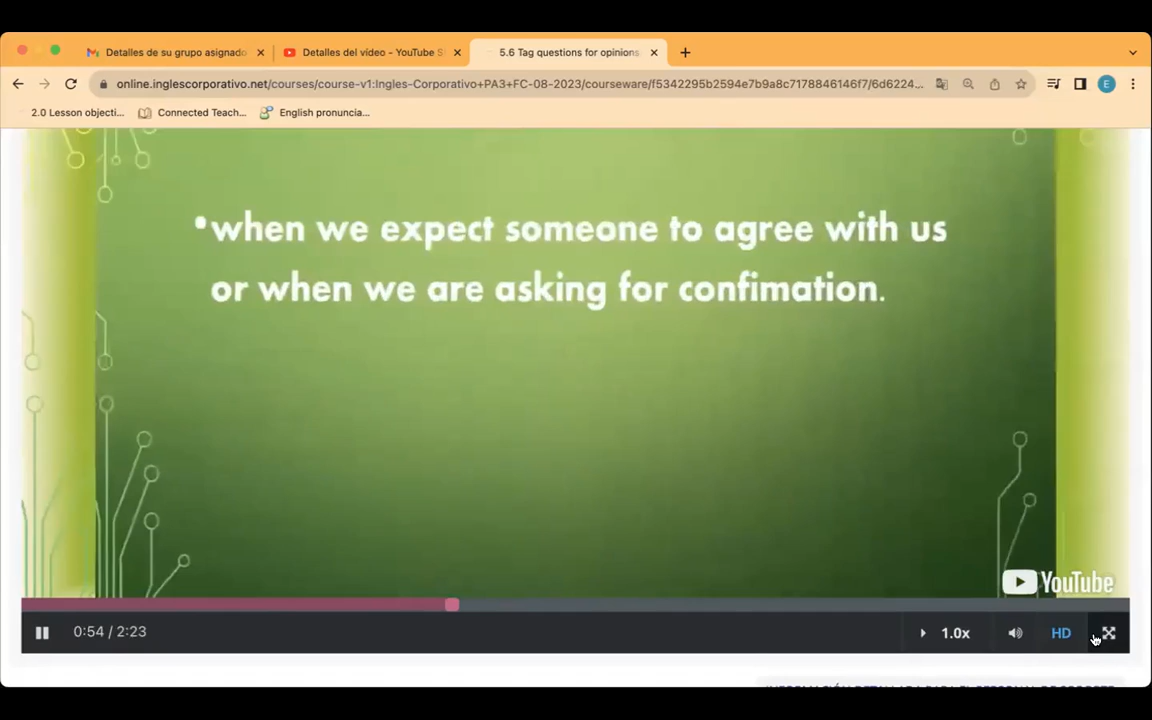 Detalles de su grupo asignado
Detalles del vídeo - YouTube S
5.6 Tag questions for opinions
online.inglescorporativo.net/courses/course-v1:Ingles-Corporativo+PA3+FC-08-2023/courseware/f5342295b2594e7b9a8c7178846146f7/6d6224...
E
2.0 Lesson objecti...
Connected Teach...
English pronuncia...
•when we expect someone to agree with us
or when we are asking for confimation.
YouTube
0:54 / 2:23
1.0x
HD